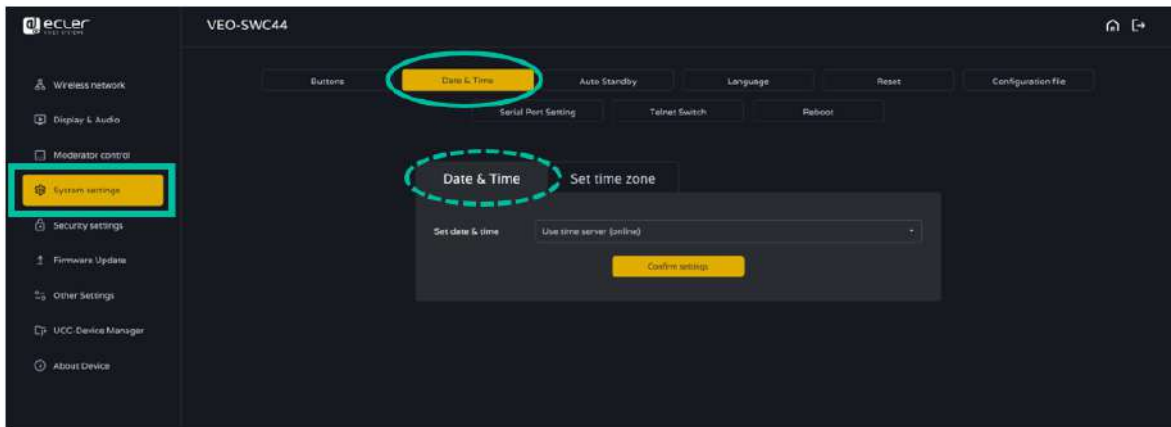 ecler
VEO-SWC44
Wireless network
Display & Audio
Moderator control
System settings
Security settings
Firmware Update
Other Settings
UCC-Device Manager
About Device
Buttons
Date & Time
Auto Standby
Language
Reset
Configuration file
Serial Port Setting
Telnet Switch
Reboot
Date & Time
Set time zone
Set date & time
Use time server (online)
Confirm settings